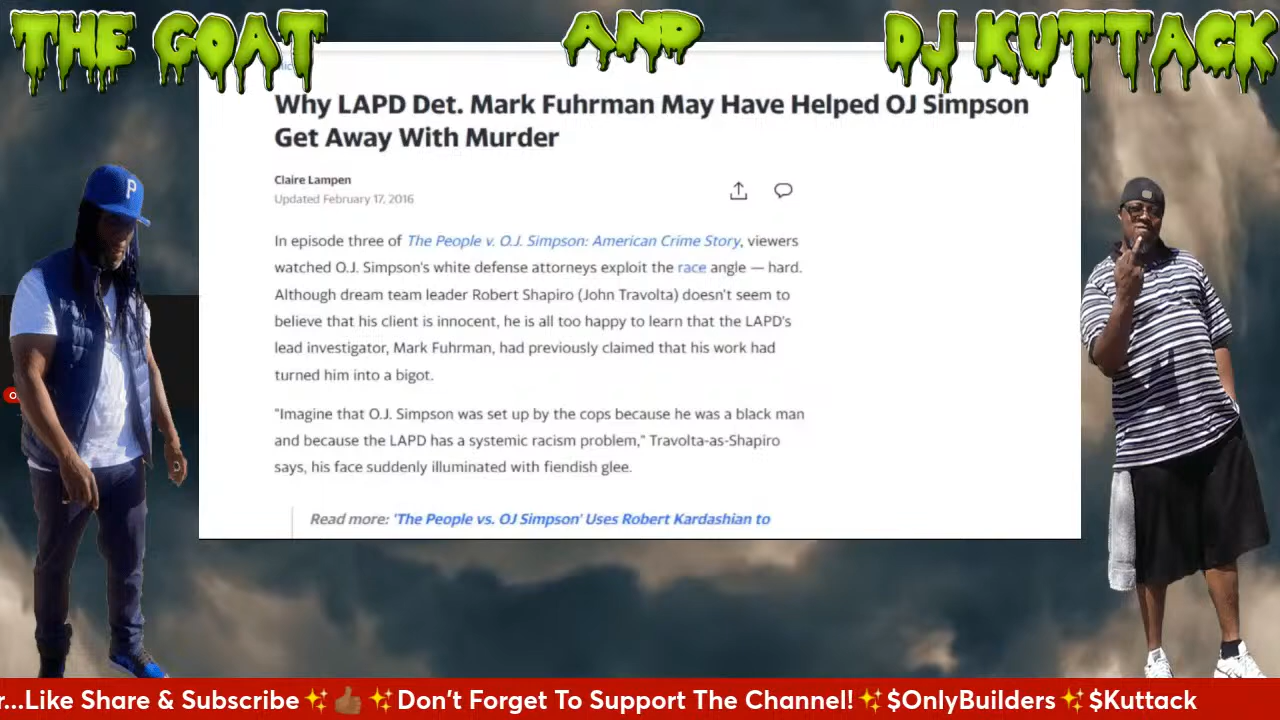 THE GOAT AND DJ KUTTACK
Why LAPD Det. Mark Fuhrman May Have Helped OJ Simpson
Get Away With Murder
Claire Lampen
Updated February 17, 2016
In episode three of The People v. O.J. Simpson: American Crime Story, viewers
watched O.J. Simpson's white defense attorneys exploit the race angle — hard.
Although dream team leader Robert Shapiro (John Travolta) doesn't seem to
believe that his client is innocent, he is all too happy to learn that the LAPD's
lead investigator, Mark Fuhrman, had previously claimed that his work had
turned him into a bigot.
"Imagine that O.J. Simpson was set up by the cops because he was a black man
and because the LAPD has a systemic racism problem," Travolta-as-Shapiro
says, his face suddenly illuminated with fiendish glee.
Read more: 'The People vs. OJ Simpson' Uses Robert Kardashian to
P
r...Like Share & Subscribe✨👍🏾✨Don't Forget To Support The Channel!✨$OnlyBuilders✨$Kuttack